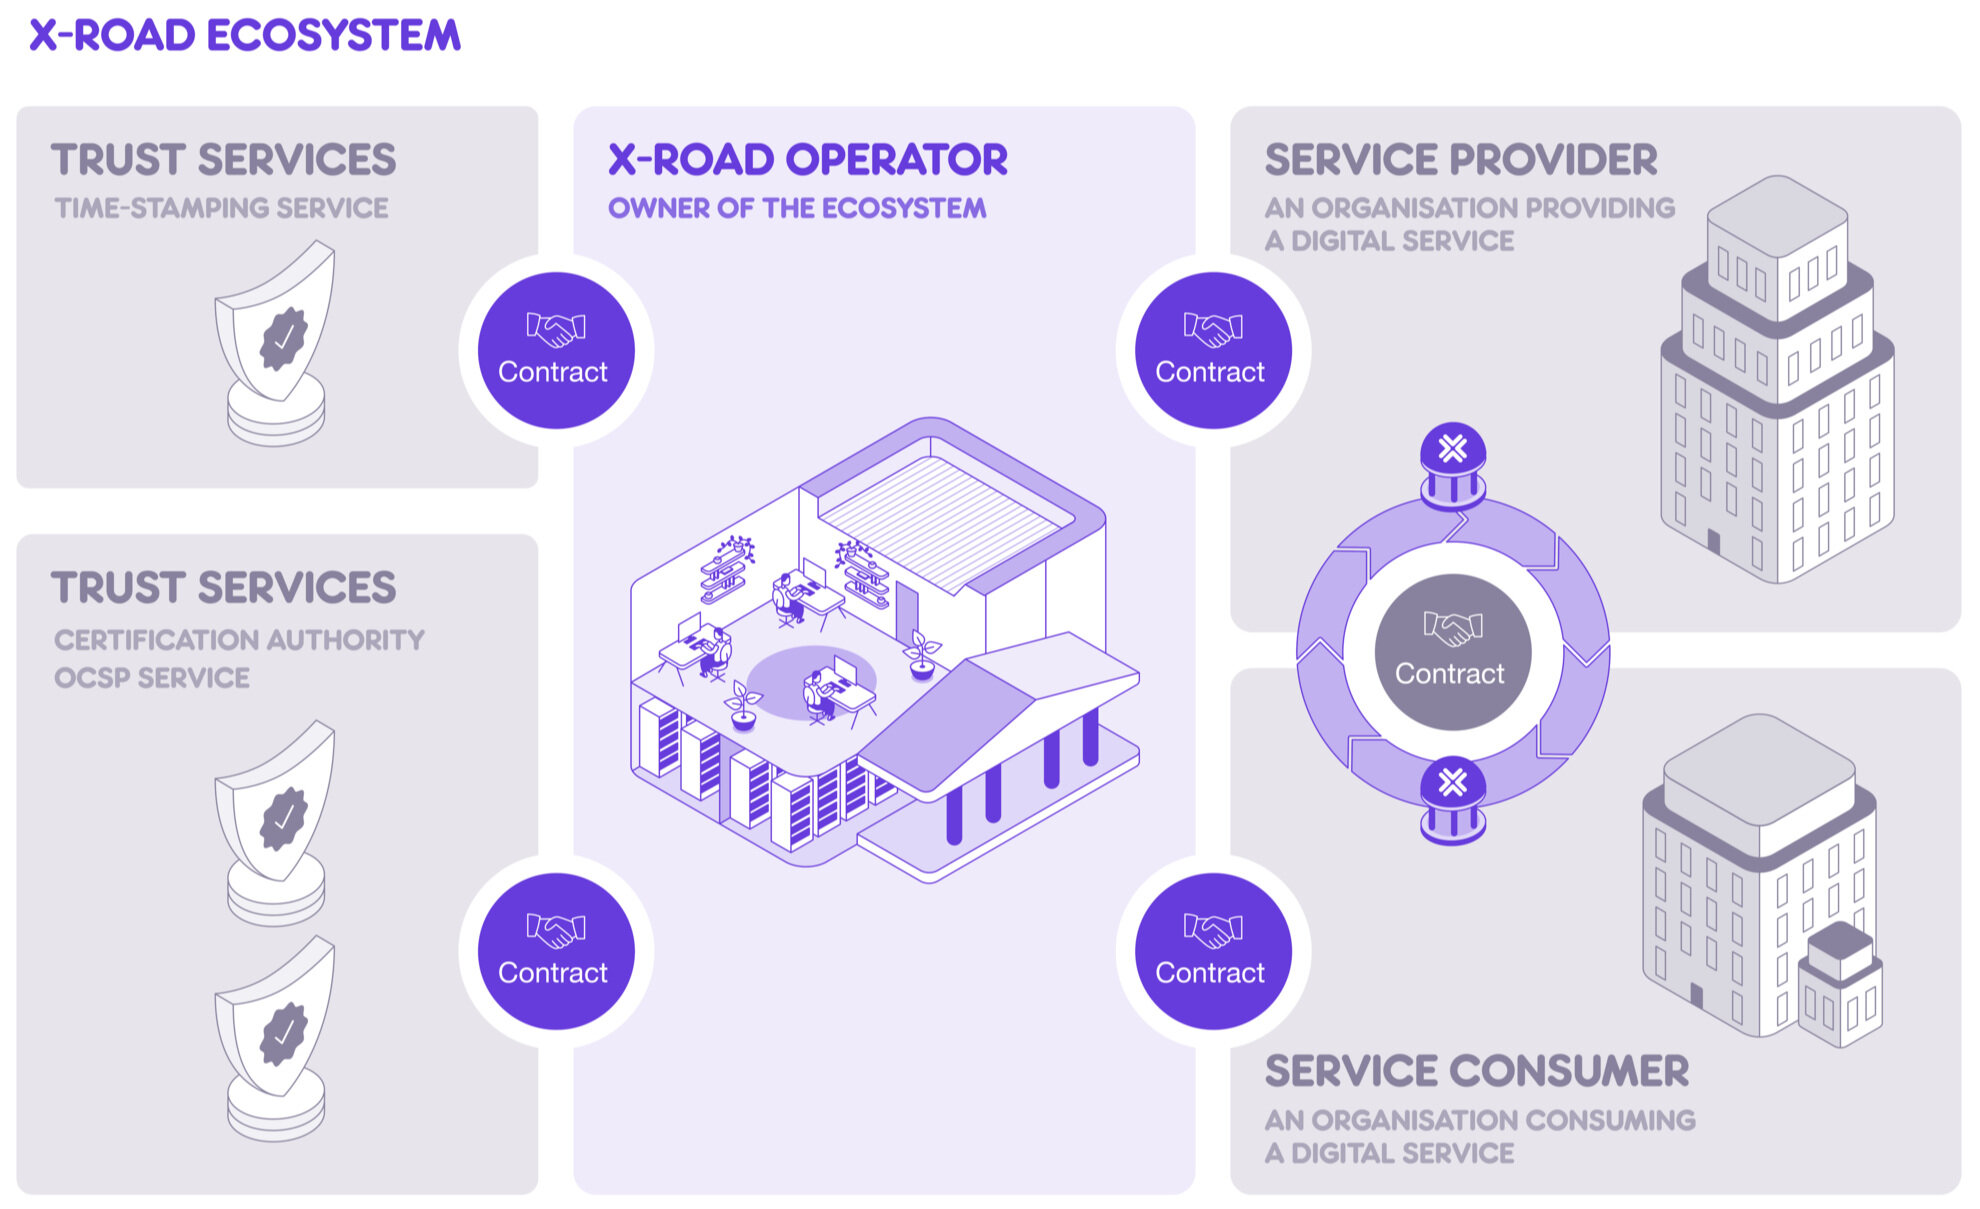 X-ROAD ECOSYSTEM
TRUST SERVICES
TIME-STAMPING SERVICE
Contract
X-ROAD OPERATOR
OWNER OF THE ECOSYSTEM
Contract
SERVICE PROVIDER
AN ORGANISATION PROVIDING
A DIGITAL SERVICE
TRUST SERVICES
CERTIFICATION AUTHORITY
OCSP SERVICE
Contract
Contract
Contract
SERVICE CONSUMER
AN ORGANISATION CONSUMING
A DIGITAL SERVICE